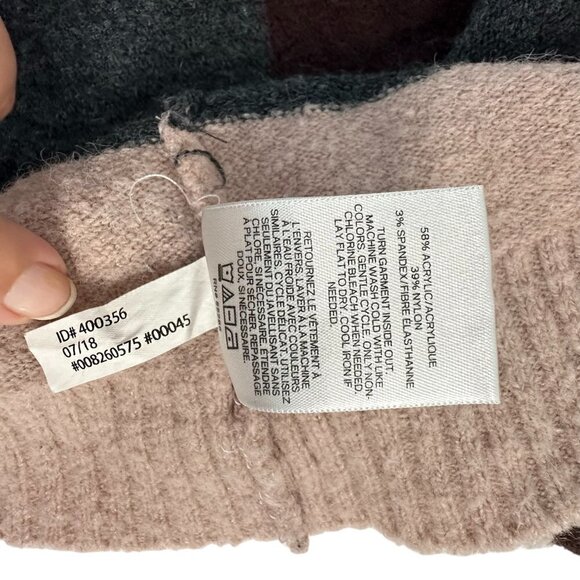 58% ACRYLIC/ACRYLIQUE
39% NYLON
3% SPANDEX/FIBRE ÉLASTHANNE
TURN GARMENT INSIDE OUT.
MACHINE WASH COLD WITH LIKE
COLORS, GENTLE CYCLE. ONLY NON-
CHLORINE BLEACH WHEN NEEDED.
LAY FLAT TO DRY. COOL IRON IF
NEEDED.
RETOURNEZ LE VÊTEMENT À
L'ENVERS. LAVER À LA MACHINE
À L'EAU FROIDE AVEC COULEURS
SIMILAIRES, CYCLE DÉLICAT. UTILISEZ
SEULEMENT DU JAVELLISANT SANS
CHLORE, SI NÉCESSAIRE. ÉTENDRE
À PLAT POUR SÉCHER. REPASSAGE
DOUX, SI NÉCESSAIRE.
ID# 400356
07/18
#008260575 #00045